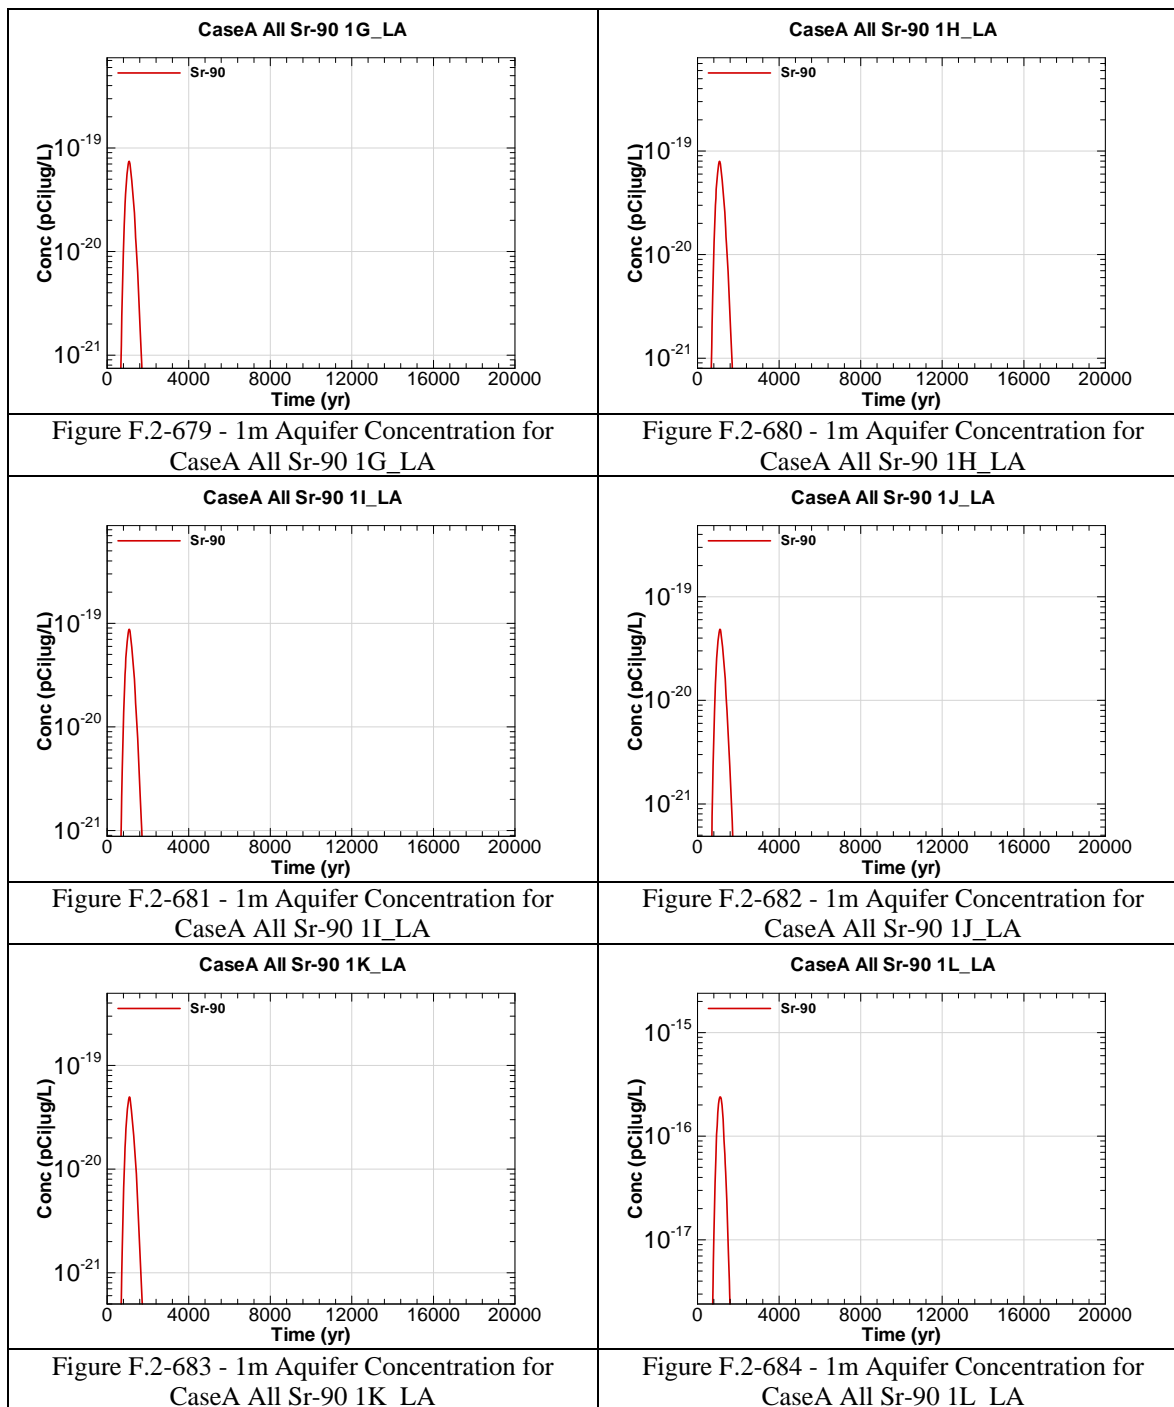 CaseA All Sr-90 1G_LA
Sr-90
10^-19
10^-20
10^-21
Conc (pCi|ug/L)
0 4000 8000 12000 16000 20000
Time (yr)
Figure F.2-679 - 1m Aquifer Concentration for
CaseA All Sr-90 1G_LA
CaseA All Sr-90 1H_LA
Sr-90
10^-19
10^-20
10^-21
Conc (pCi|ug/L)
0 4000 8000 12000 16000 20000
Time (yr)
Figure F.2-680 - 1m Aquifer Concentration for
CaseA All Sr-90 1H_LA
CaseA All Sr-90 1I_LA
Sr-90
10^-19
10^-20
10^-21
Conc (pCi|ug/L)
0 4000 8000 12000 16000 20000
Time (yr)
Figure F.2-681 - 1m Aquifer Concentration for
CaseA All Sr-90 1I_LA
CaseA All Sr-90 1J_LA
Sr-90
10^-19
10^-20
10^-21
Conc (pCi|ug/L)
0 4000 8000 12000 16000 20000
Time (yr)
Figure F.2-682 - 1m Aquifer Concentration for
CaseA All Sr-90 1J_LA
CaseA All Sr-90 1K_LA
Sr-90
10^-19
10^-20
10^-21
Conc (pCi|ug/L)
0 4000 8000 12000 16000 20000
Time (yr)
Figure F.2-683 - 1m Aquifer Concentration for
CaseA All Sr-90 1K_LA
CaseA All Sr-90 1L_LA
Sr-90
10^-15
10^-16
10^-17
Conc (pCi|ug/L)
0 4000 8000 12000 16000 20000
Time (yr)
Figure F.2-684 - 1m Aquifer Concentration for
CaseA All Sr-90 1L_LA